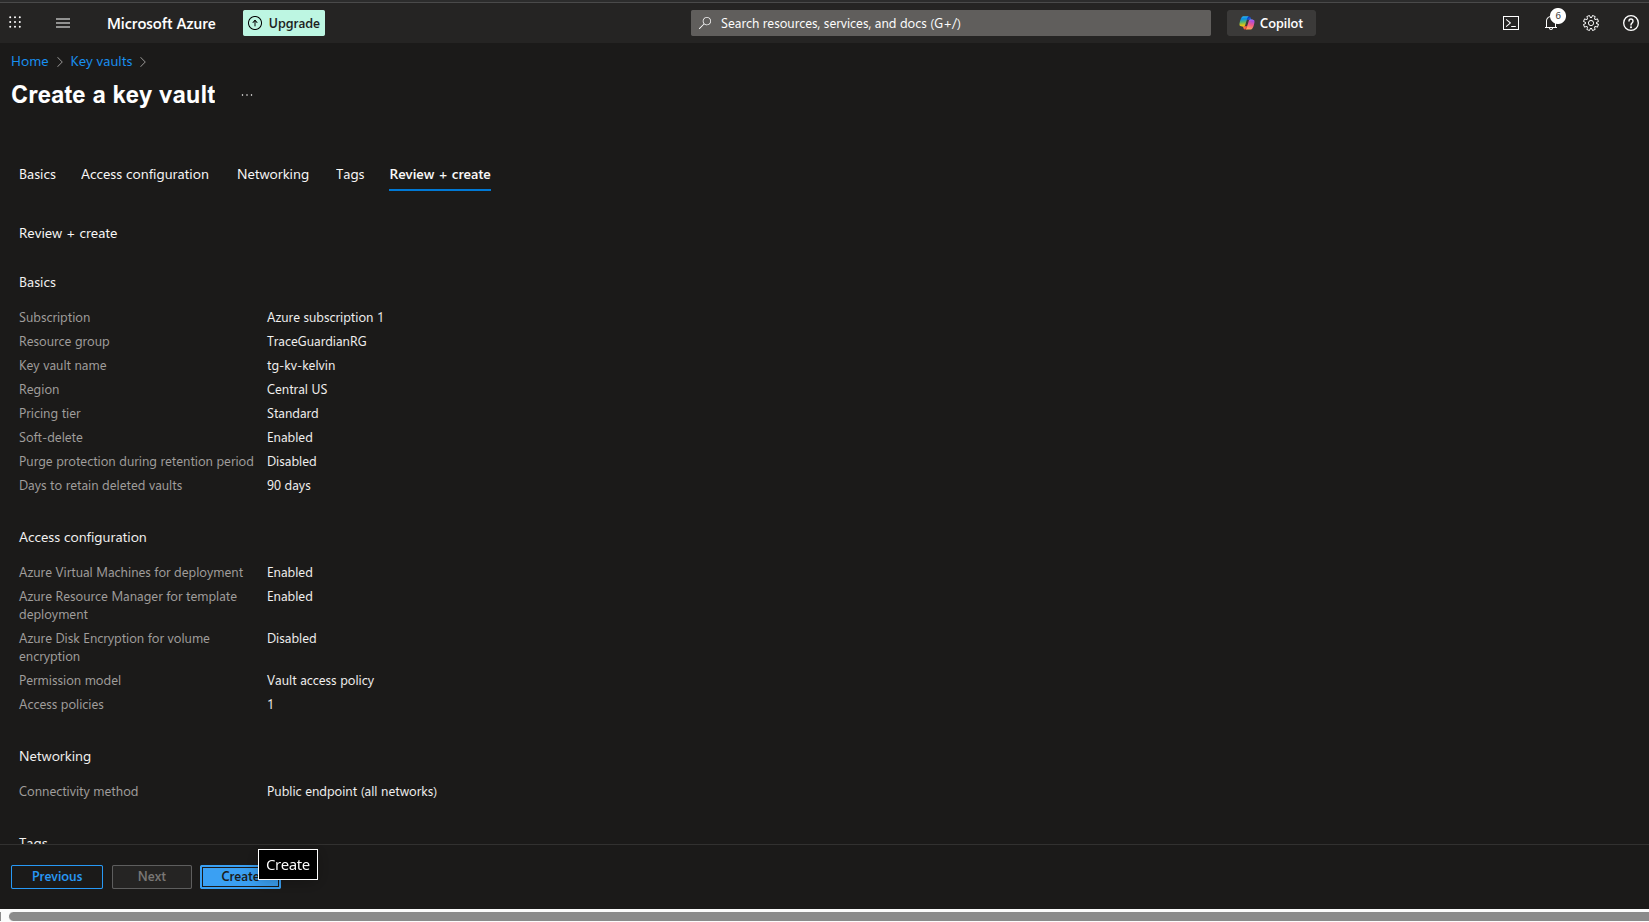 Microsoft Azure
Upgrade
Search resources, services, and docs (G+/)
Copilot
6
Home > Key vaults >
Create a key vault ...
Basics Access configuration Networking Tags Review + create
Review + create
Basics
Subscription Azure subscription 1
Resource group TraceGuardianRG
Key vault name tg-kv-kelvin
Region Central US
Pricing tier Standard
Soft-delete Enabled
Purge protection during retention period Disabled
Days to retain deleted vaults 90 days
Access configuration
Azure Virtual Machines for deployment Enabled
Azure Resource Manager for template Enabled
deployment
Azure Disk Encryption for volume Disabled
encryption
Permission model Vault access policy
Access policies 1
Networking
Connectivity method Public endpoint (all networks)
Tags
Previous Next Create
Create